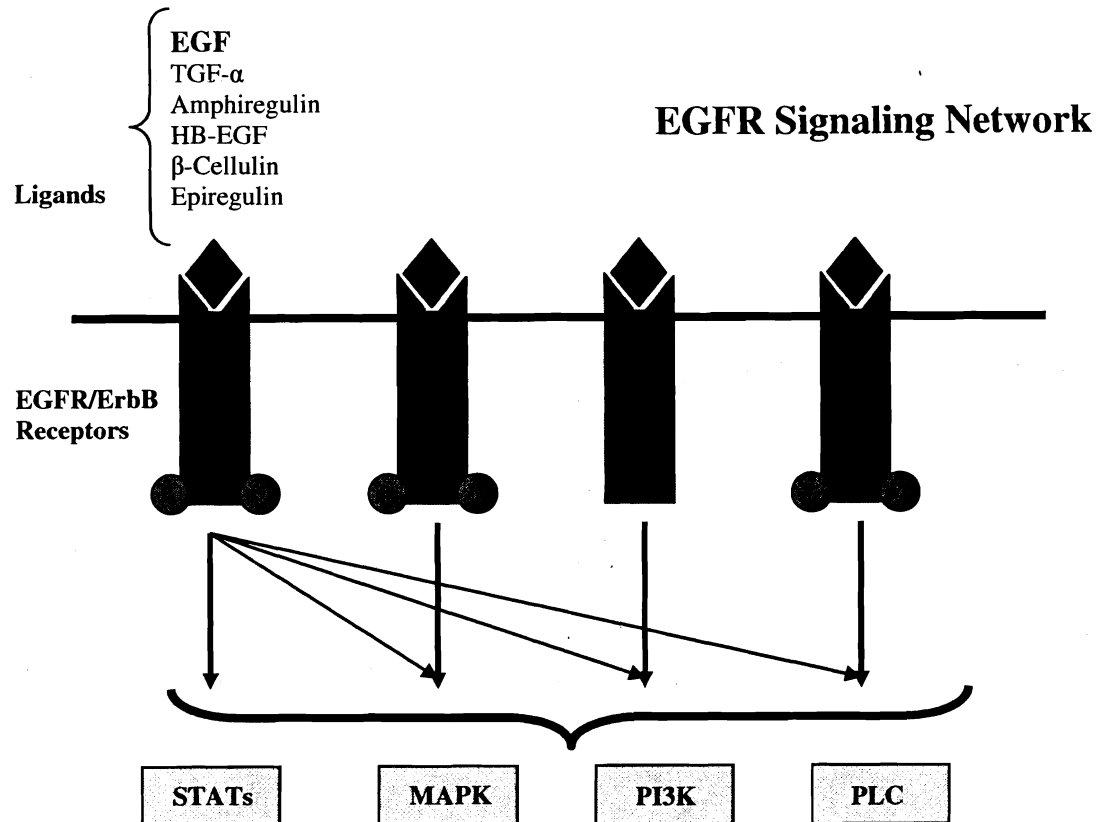 EGF
TGF-α
Amphiregulin
HB-EGF
β-Cellulin
Epiregulin
Ligands
EGFR Signaling Network
EGFR/ErbB
Receptors
STATs
MAPK
PI3K
PLC